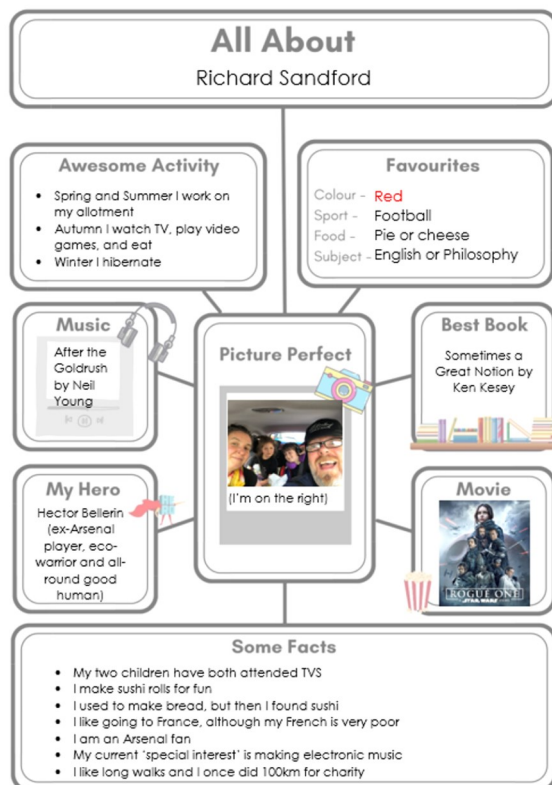 All About
Richard Sandford
Awesome Activity
• Spring and Summer I work on
my allotment
• Autumn I watch TV, play video
games, and eat
• Winter I hibernate
Favourites
Colour - Red
Sport - Football
Food - Pie or cheese
Subject - English or Philosophy
Music
After the
Goldrush
by Neil
Young
Picture Perfect
(I'm on the right)
Best Book
Sometimes a
Great Notion by
Ken Kesey
My Hero
Hector Bellerin
(ex-Arsenal
player, eco-
warrior and all-
round good
human)
Movie
ROGUE ONE
STAR WARS
Some Facts
• My two children have both attended TVS
• I make sushi rolls for fun
• I used to make bread, but then I found sushi
• I like going to France, although my French is very poor
• I am an Arsenal fan
• My current 'special interest' is making electronic music
• I like long walks and I once did 100km for charity